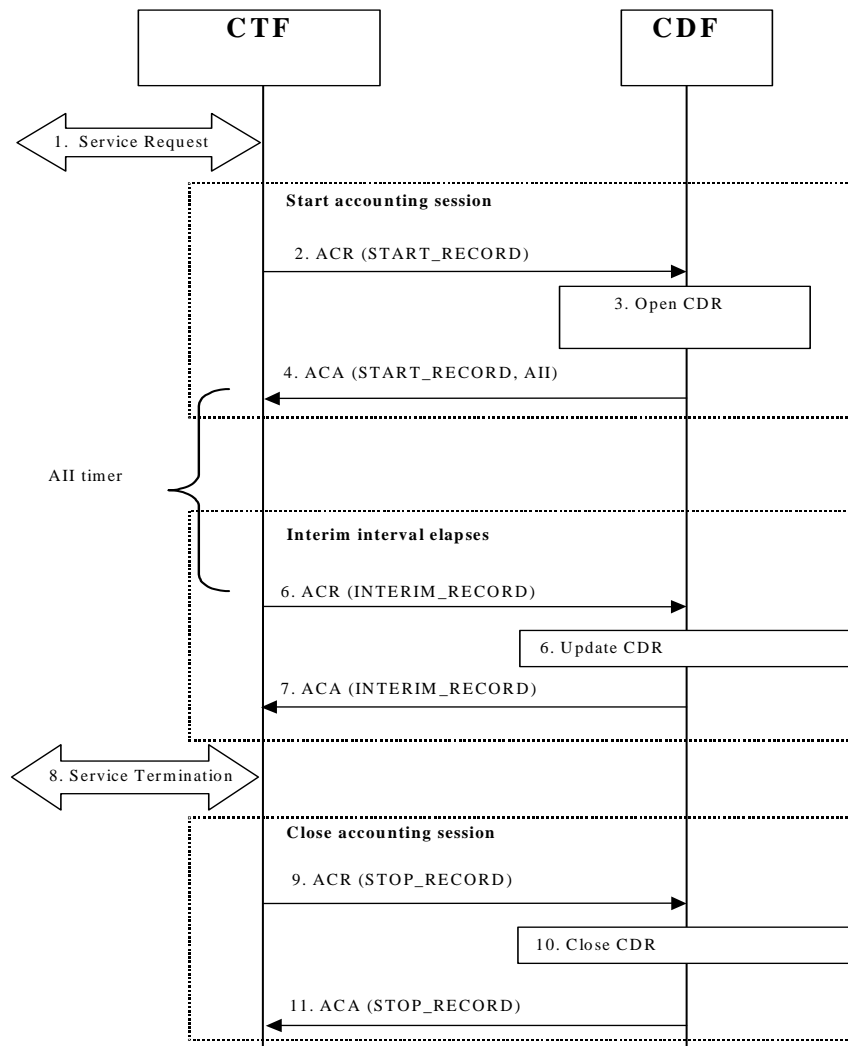 CTF
CDF
1. Service Request
Start accounting session
2. ACR (START_RECORD)
3. Open CDR
4. ACA (START_RECORD, AII)
AII timer
Interim interval elapses
6. ACR (INTERIM_RECORD)
6. Update CDR
7. ACA (INTERIM_RECORD)
8. Service Termination
Close accounting session
9. ACR (STOP_RECORD)
10. Close CDR
11. ACA (STOP_RECORD)